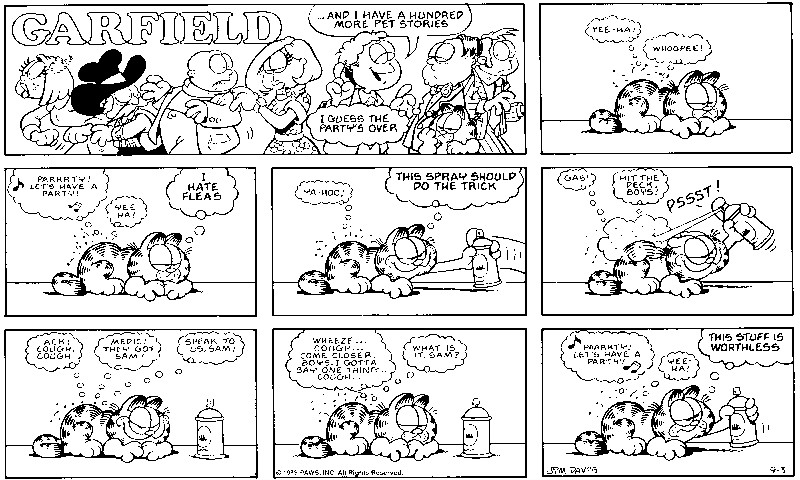 GARFIELD
...AND I HAVE A HUNDRED
MORE PET STORIES
I GUESS THE
PARTY'S OVER
YEE-HA!
WHOOPEE!
PARRRTY!
LET'S HAVE A
PARTY!
YEE
HA!
I
HATE
FLEAS
YA-HOO!
THIS SPRAY SHOULD
DO THE TRICK
GAS!
HIT THE
DECK,
BOYS!
PSSST!
ACK!
COUGH,
COUGH
MEDIC!
THEY GOT
SAM!
SPEAK TO
US, SAM!
WHEEZE...
COUGH...
COME CLOSER,
BOYS. I GOTTA
SAY ONE THING...
COUGH...
WHAT IS
IT, SAM?
© 1989 PAWS, INC. All Rights Reserved.
PAARRTY!
LET'S HAVE A
PARTY!
YEE-
HA!
THIS STUFF IS
WORTHLESS
JIM DAVIS
9-3